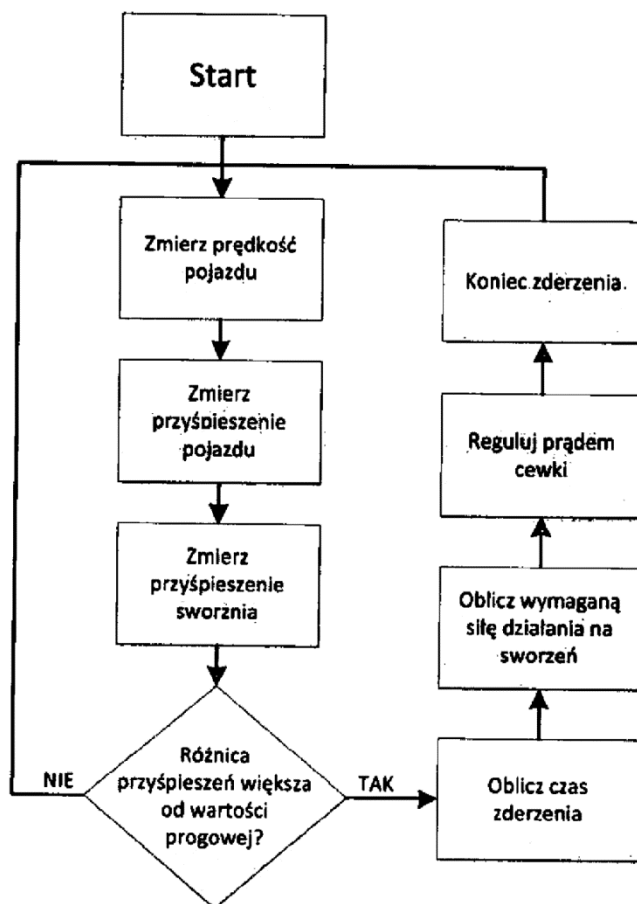 Start
Zmierz prędkość
pojazdu
Zmierz
przyśpieszenie
pojazdu
Zmierz
przyśpieszenie
sworznia
Różnica
przyśpieszeń większa
od wartości
progowej?
NIE
TAK
Oblicz czas
zderzenia
Oblicz wymaganą
siłę działania na
sworzeń
Reguluj prądem
cewki
Koniec zderzenia